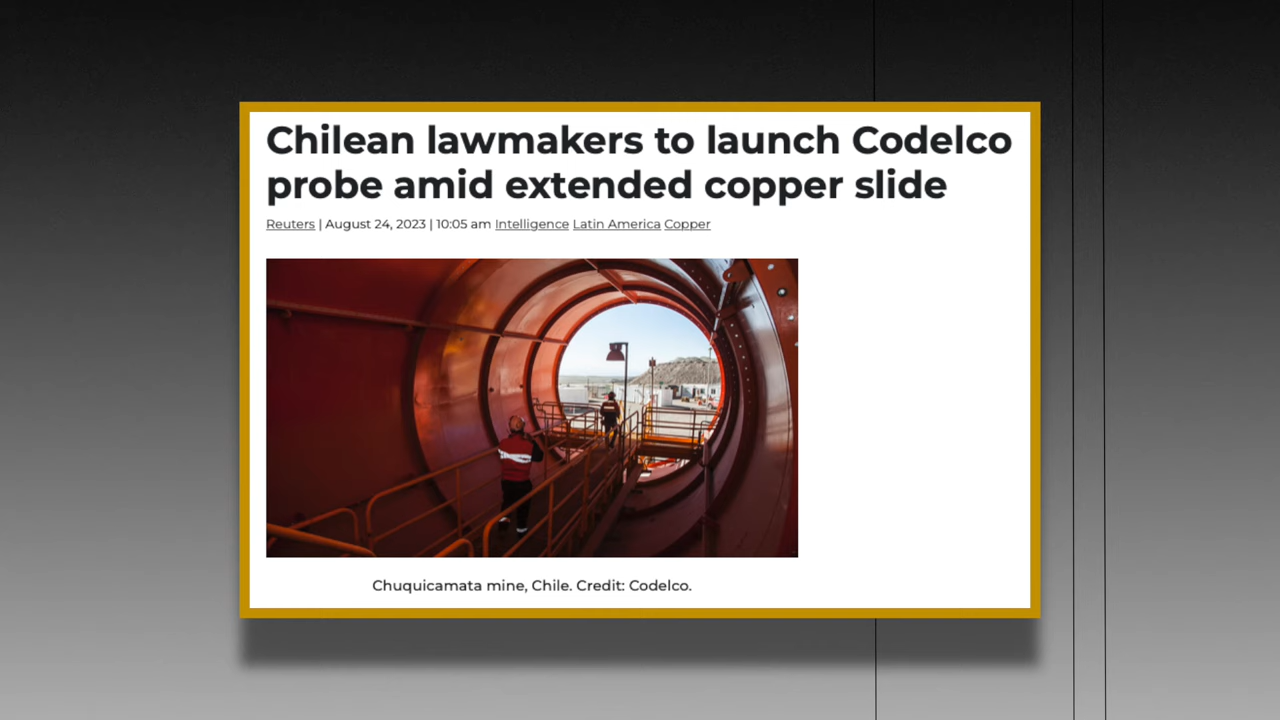 Chilean lawmakers to launch Codelco
probe amid extended copper slide
Reuters | August 24, 2023 | 10:05 am Intelligence Latin America Copper
Chuquicamata mine, Chile. Credit: Codelco.